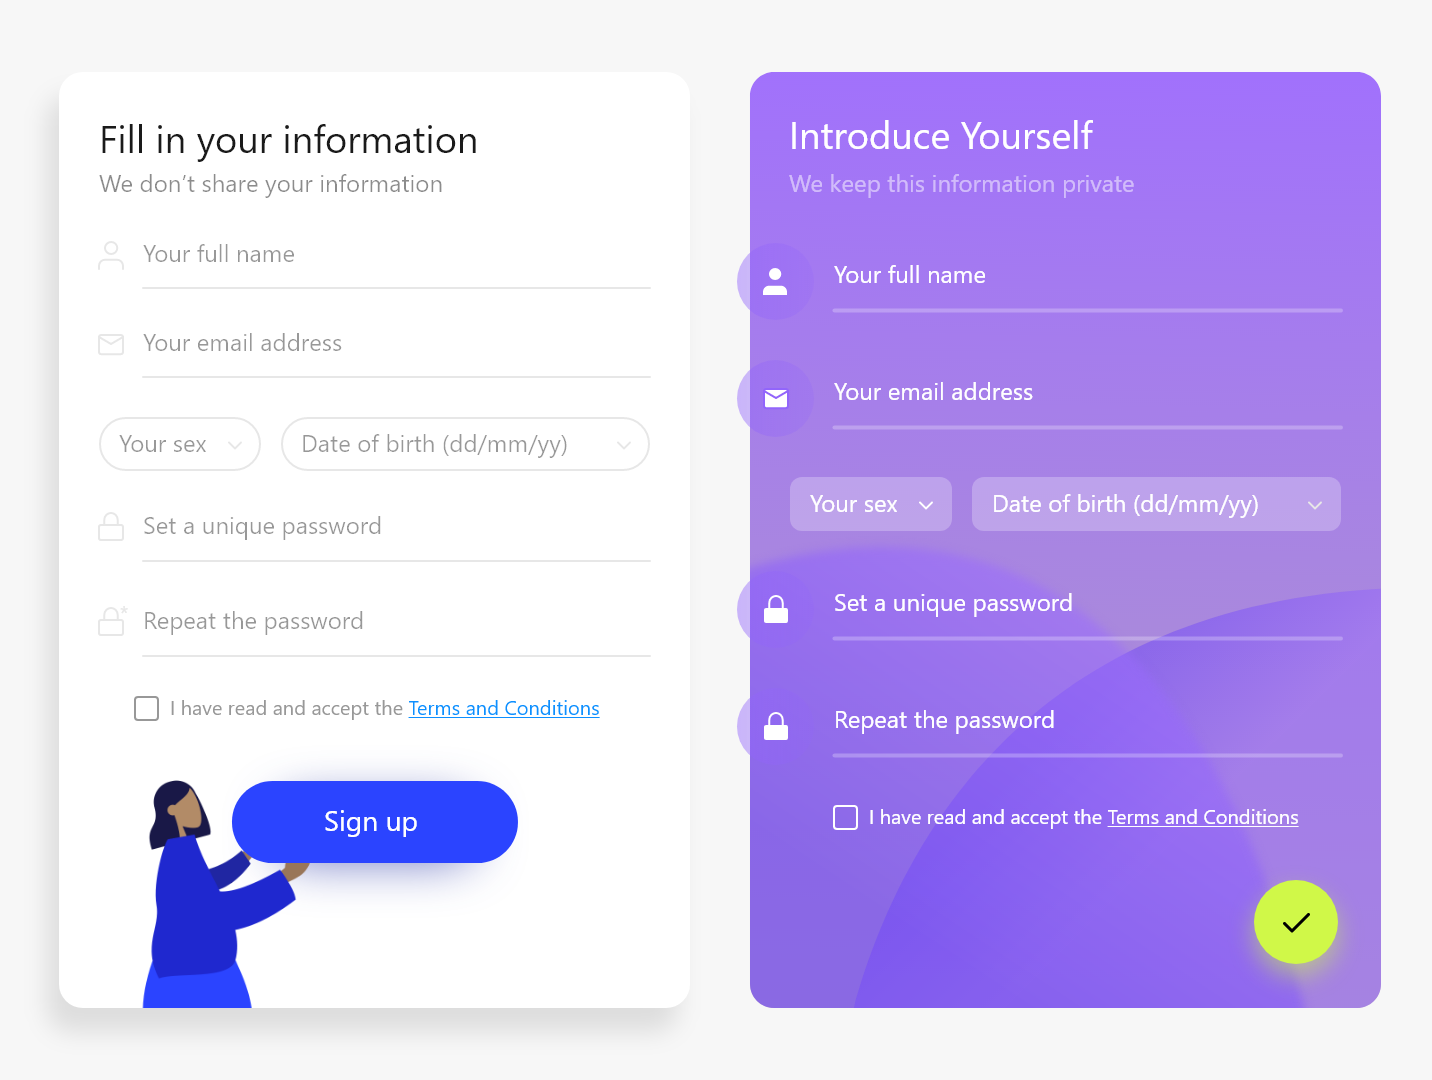 Fill in your information
We don’t share your information
Your full name
Your email address
Your sex
Date of birth (dd/mm/yy)
Set a unique password
Repeat the password
I have read and accept the Terms and Conditions
Sign up
Introduce Yourself
We keep this information private
Your full name
Your email address
Your sex
Date of birth (dd/mm/yy)
Set a unique password
Repeat the password
I have read and accept the Terms and Conditions